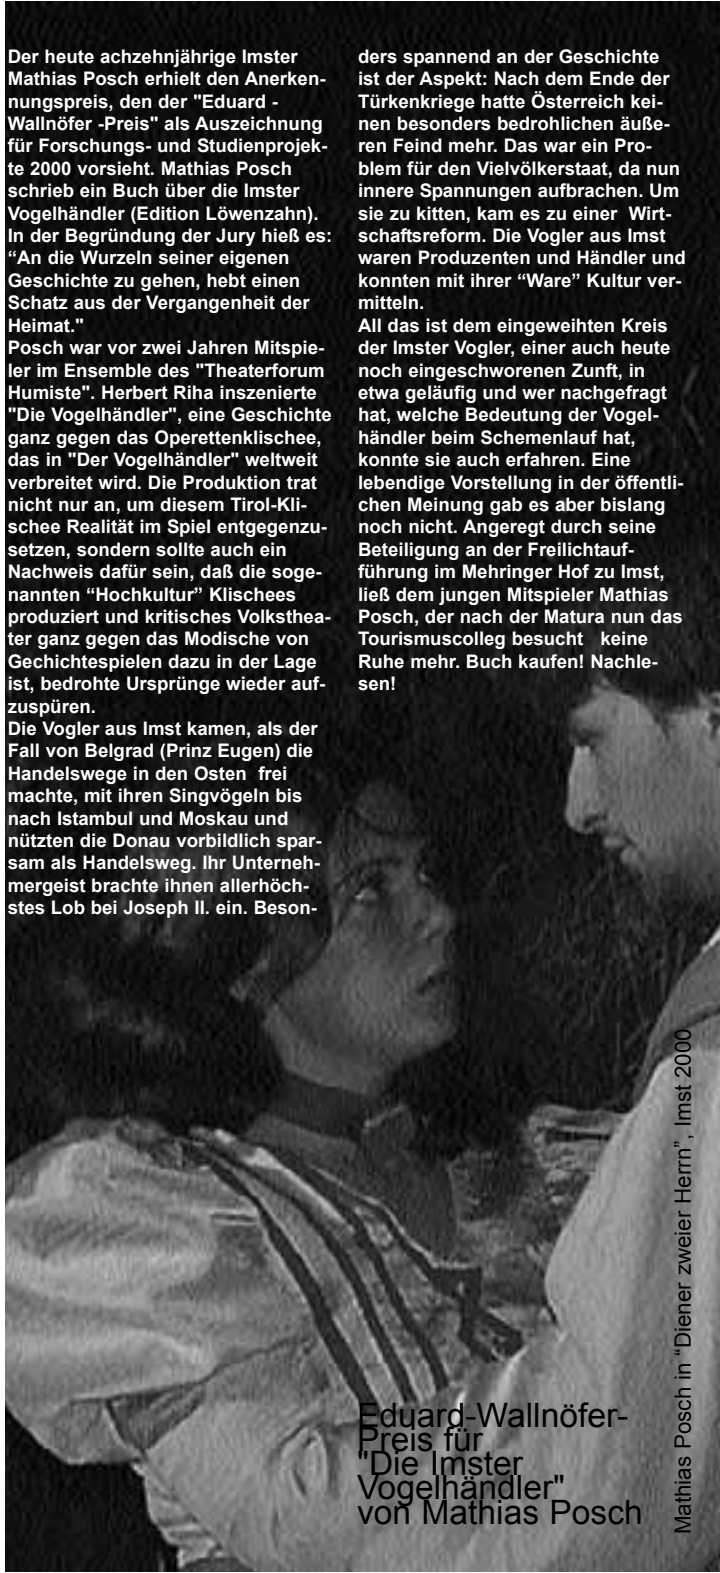 Der heute achzehnjährige Imster
Mathias Posch erhielt den Anerken-
nungspreis, den der "Eduard -
Wallnöfer -Preis" als Auszeichnung
für Forschungs- und Studienprojek-
te 2000 vorsieht. Mathias Posch
schrieb ein Buch über die Imster
Vogelhändler (Edition Löwenzahn).
In der Begründung der Jury hieß es:
“An die Wurzeln seiner eigenen
Geschichte zu gehen, hebt einen
Schatz aus der Vergangenheit der
Heimat."
Posch war vor zwei Jahren Mitspie-
ler im Ensemble des "Theaterforum
Humiste". Herbert Riha inszenierte
"Die Vogelhändler", eine Geschichte
ganz gegen das Operettenklischee,
das in "Der Vogelhändler" weltweit
verbreitet wird. Die Produktion trat
nicht nur an, um diesem Tirol-Kli-
schee Realität im Spiel entgegenzu-
setzen, sondern sollte auch ein
Nachweis dafür sein, daß die soge-
nannten “Hochkultur” Klischees
produziert und kritisches Volksthea-
ter ganz gegen das Modische von
Gechichtespielen dazu in der Lage
ist, bedrohte Ursprünge wieder auf-
zuspüren.
Die Vogler aus Imst kamen, als der
Fall von Belgrad (Prinz Eugen) die
Handelswege in den Osten  frei
machte, mit ihren Singvögeln bis
nach Istambul und Moskau und
nützten die Donau vorbildlich spar-
sam als Handelsweg. Ihr Unterneh-
mergeist brachte ihnen allerhöch-
stes Lob bei Joseph II. ein. Beson-
ders spannend an der Geschichte
ist der Aspekt: Nach dem Ende der
Türkenkriege hatte Österreich kei-
nen besonders bedrohlichen äuße-
ren Feind mehr. Das war ein Pro-
blem für den Vielvölkerstaat, da nun
innere Spannungen aufbrachen. Um
sie zu kitten, kam es zu einer  Wirt-
schaftsreform. Die Vogler aus Imst
waren Produzenten und Händler und
konnten mit ihrer “Ware” Kultur ver-
mitteln.
All das ist dem eingeweihten Kreis
der Imster Vogler, einer auch heute
noch eingeschworenen Zunft, in
etwa geläufig und wer nachgefragt
hat, welche Bedeutung der Vogel-
händler beim Schemenlauf hat,
konnte sie auch erfahren. Eine
lebendige Vorstellung in der öffentli-
chen Meinung gab es aber bislang
noch nicht. Angeregt durch seine
Beteiligung an der Freilichtauf-
führung im Mehringer Hof zu Imst,
ließ dem jungen Mitspieler Mathias
Posch, der nach der Matura nun das
Tourismuscolleg besucht   keine
Ruhe mehr. Buch kaufen! Nachle-
sen!
Mathias Posch in “Diener zweier Herrn”, Imst 2000
Eduard-Wallnöfer-
Preis für
"Die Imster
Vogelhändler"
von Mathias Posch